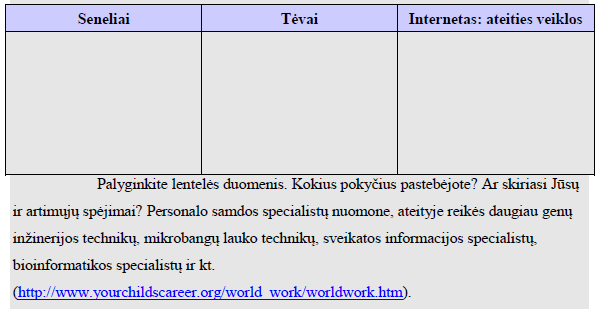 Seneliai Tėvai Internetas: ateities veiklos
Palyginkite lentelės duomenis. Kokius pokyčius pastebėjote? Ar skiriasi Jūsų
ir artimųjų spėjimai? Personalo samdos specialistų nuomone, ateityje reikės daugiau genų
inžinerijos technikų, mikrobangų lauko technikų, sveikatos informacijos specialistų,
bioinformatikos specialistų ir kt.
(http://www.yourchildscareer.org/world_work/worldwork.htm).